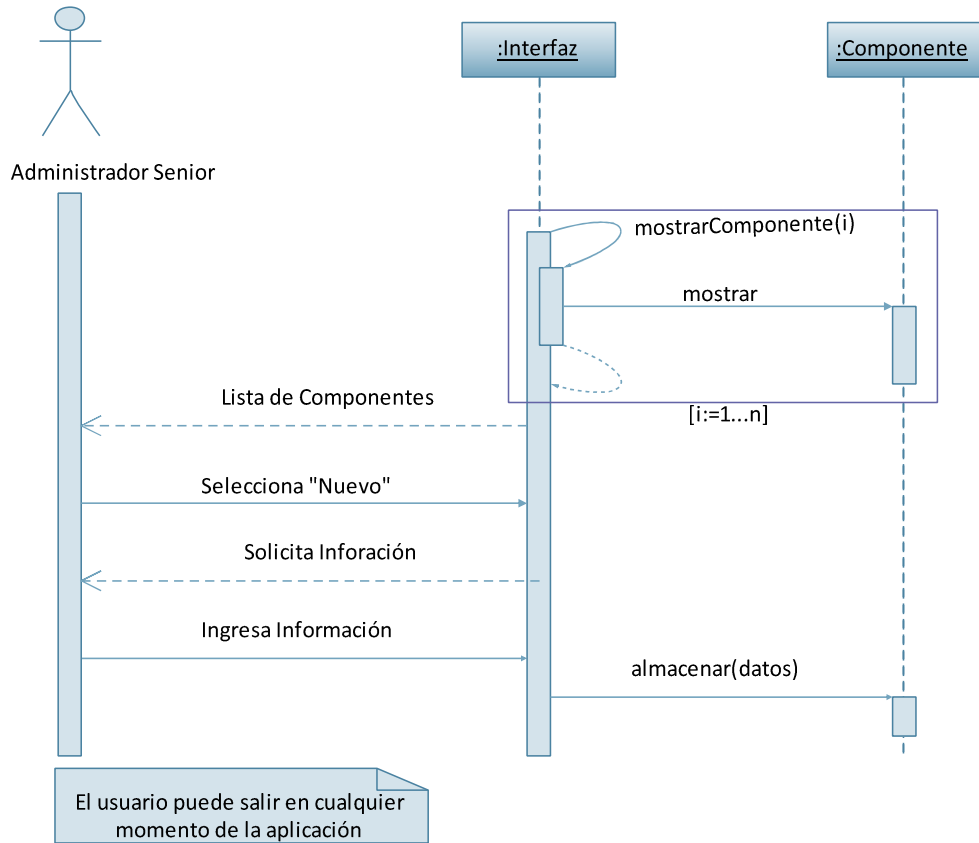 :Interfaz
:Componente
Administrador Senior
mostrarComponente(i)
mostrar
Lista de Componentes
[i:=1...n]
Selecciona "Nuevo"
Solicita Inforación
Ingresa Información
almacenar(datos)
El usuario puede salir en cualquier
momento de la aplicación